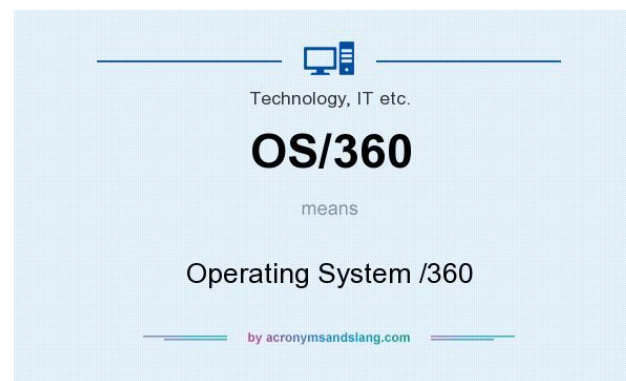 Technology, IT etc.
OS/360
means
Operating System /360
by acronymsandslang.com